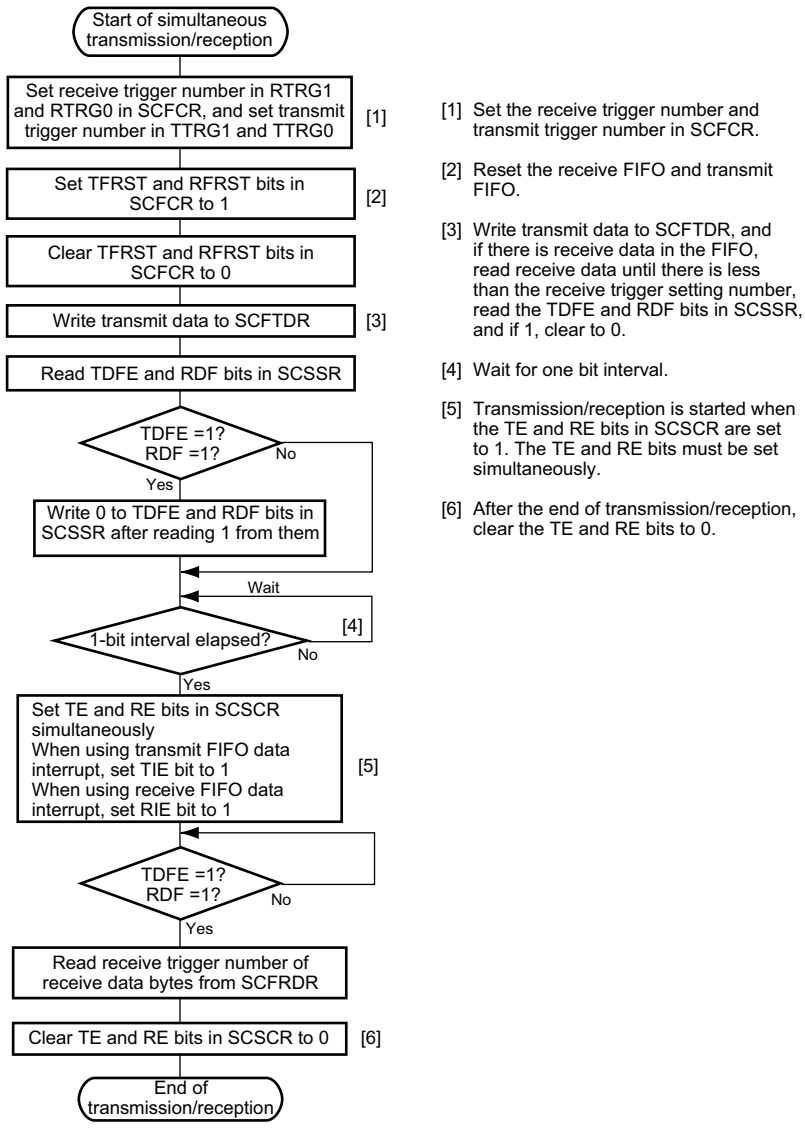 Start of simultaneous
transmission/reception
Set receive trigger number in RTRG1
and RTRG0 in SCFCR, and set transmit
trigger number in TTRG1 and TTRG0
[1]
Set TFRST and RFRST bits in
SCFCR to 1
[2]
Clear TFRST and RFRST bits in
SCFCR to 0
Write transmit data to SCFTDR
[3]
Read TDFE and RDF bits in SCSSR
TDFE =1?
RDF =1?
No
Yes
Write 0 to TDFE and RDF bits in
SCSSR after reading 1 from them
Wait
1-bit interval elapsed?
[4]
No
Yes
Set TE and RE bits in SCSCR
simultaneously
When using transmit FIFO data
interrupt, set TIE bit to 1
When using receive FIFO data
interrupt, set RIE bit to 1
[5]
TDFE =1?
RDF =1?
No
Yes
Read receive trigger number of
receive data bytes from SCFRDR
Clear TE and RE bits in SCSCR to 0
[6]
End of
transmission/reception
[1] Set the receive trigger number and
transmit trigger number in SCFCR.
[2] Reset the receive FIFO and transmit
FIFO.
[3] Write transmit data to SCFTDR, and
if there is receive data in the FIFO,
read receive data until there is less
than the receive trigger setting number,
read the TDFE and RDF bits in SCSSR,
and if 1, clear to 0.
[4] Wait for one bit interval.
[5] Transmission/reception is started when
the TE and RE bits in SCSCR are set
to 1. The TE and RE bits must be set
simultaneously.
[6] After the end of transmission/reception,
clear the TE and RE bits to 0.